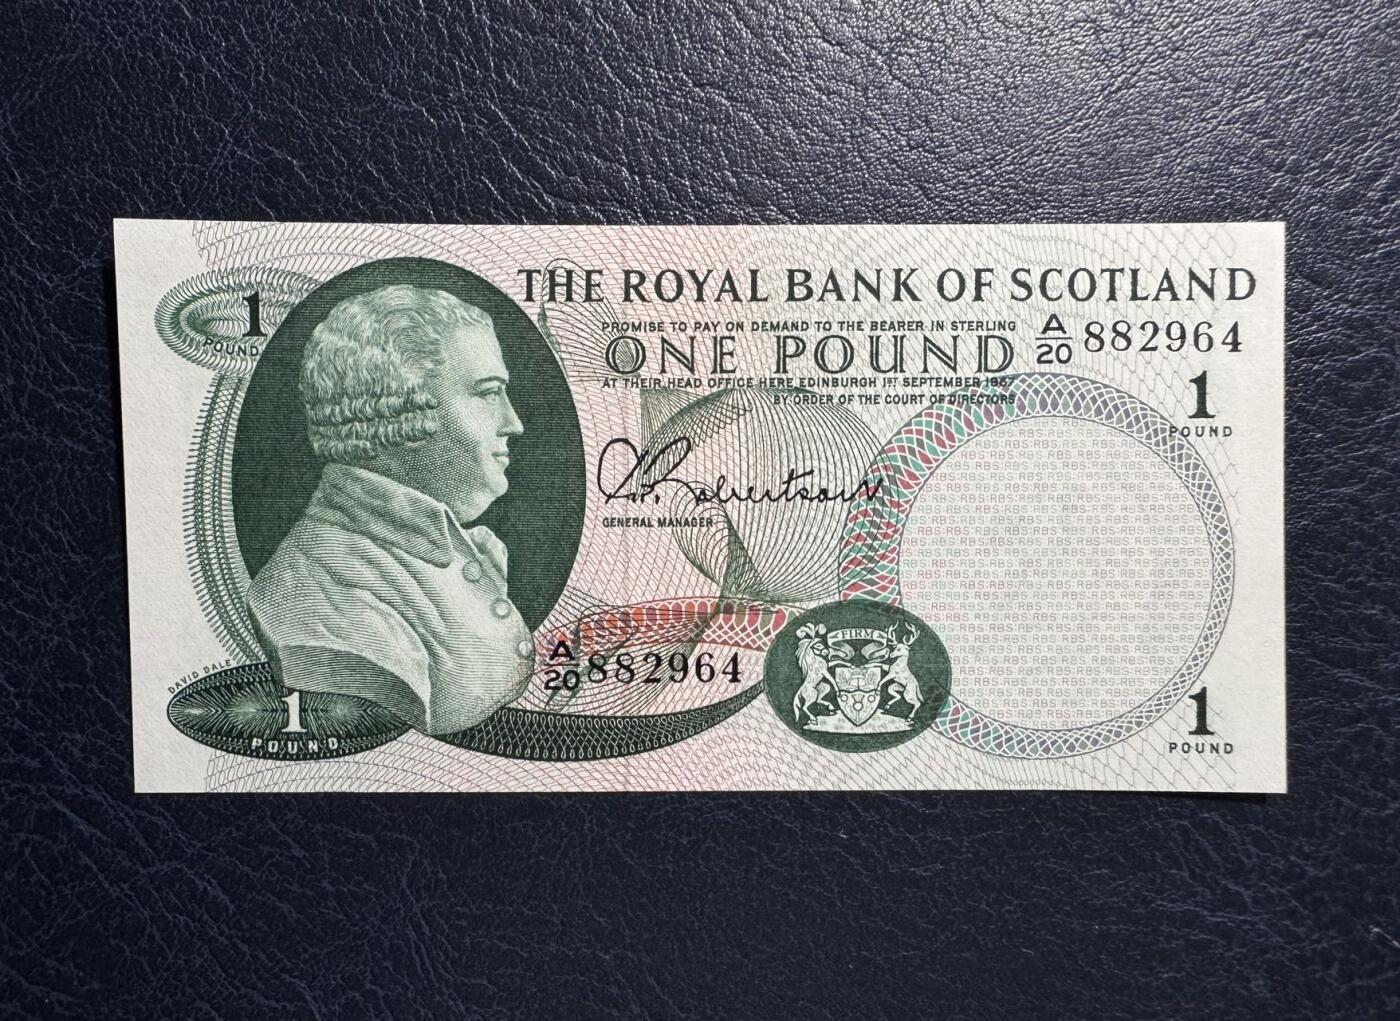 THE ROYAL BANK OF SCOTLAND
1
POUND
PROMISE TO PAY ON DEMAND TO THE BEARER IN STERLING
ONE POUND
A/20 882964
AT THEIR HEAD OFFICE HERE EDINBURGH 1ST SEPTEMBER 1967
BY ORDER OF THE COURT OF DIRECTORS
1
POUND
G.P. Robertson
GENERAL MANAGER
FIRM
A/20 882964
DAVID DALE
1
POUND
1
POUND